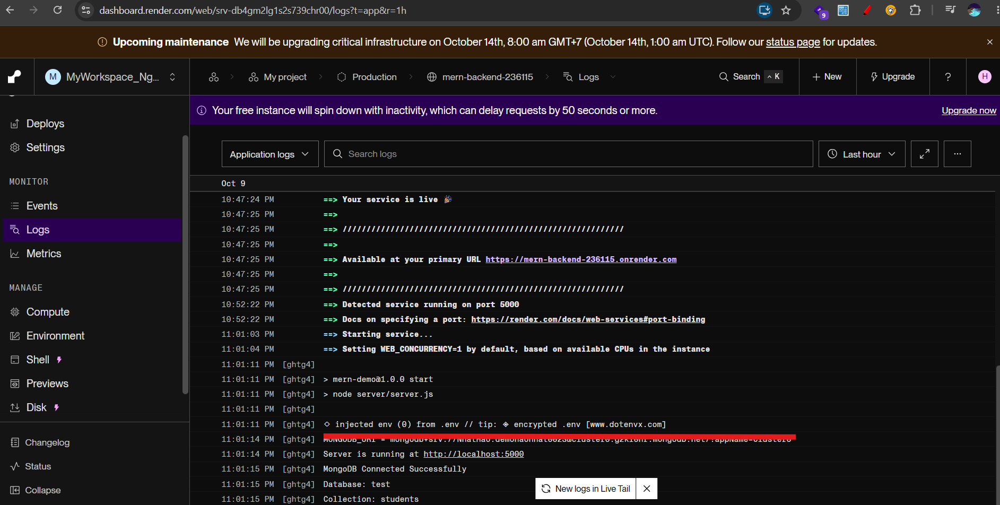 dashboard.render.com/web/srv-db4gm2lg1s2s739chr00/logs?t=app&r=1h
9
Upcoming maintenance We will be upgrading critical infrastructure on October 14th, 8:00 am GMT+7 (October 14th, 1:00 am UTC). Follow our status page for updates.
M MyWorkspace_Ng...
My project
Production
mern-backend-236115
Logs
Search K
+ New
Upgrade
?
H
Deploys
Settings
MONITOR
Events
Logs
Metrics
MANAGE
Compute
Environment
Shell
Previews
Disk
Changelog
Status
Collapse
Your free instance will spin down with inactivity, which can delay requests by 50 seconds or more.
Upgrade now
Application logs
Search logs
Last hour
...
Oct 9
10:47:24 PM ==> Your service is live 🎉
10:47:25 PM ==>
10:47:25 PM ==> ///////////////////////////////////////////////////////////
10:47:25 PM ==>
10:47:25 PM ==> Available at your primary URL https://mern-backend-236115.onrender.com
10:47:25 PM ==>
10:47:25 PM ==> ///////////////////////////////////////////////////////////
10:52:22 PM ==> Detected service running on port 5000
10:52:22 PM ==> Docs on specifying a port: https://render.com/docs/web-services#port-binding
11:01:03 PM ==> Starting service...
11:01:04 PM ==> Setting WEB_CONCURRENCY=1 by default, based on available CPUs in the instance
11:01:11 PM [ghtg4]
11:01:11 PM [ghtg4] > mern-demo@1.0.0 start
11:01:11 PM [ghtg4] > node server/server.js
11:01:11 PM [ghtg4]
11:01:11 PM [ghtg4] ◇ injected env (0) from .env // tip: ◈ encrypted .env [www.dotenvx.com]
11:01:14 PM [ghtg4]
11:01:14 PM [ghtg4] Server is running at http://localhost:5000
11:01:15 PM [ghtg4] MongoDB Connected Successfully
11:01:15 PM [ghtg4] Database: test
11:01:15 PM [ghtg4] Collection: students
New logs in Live Tail